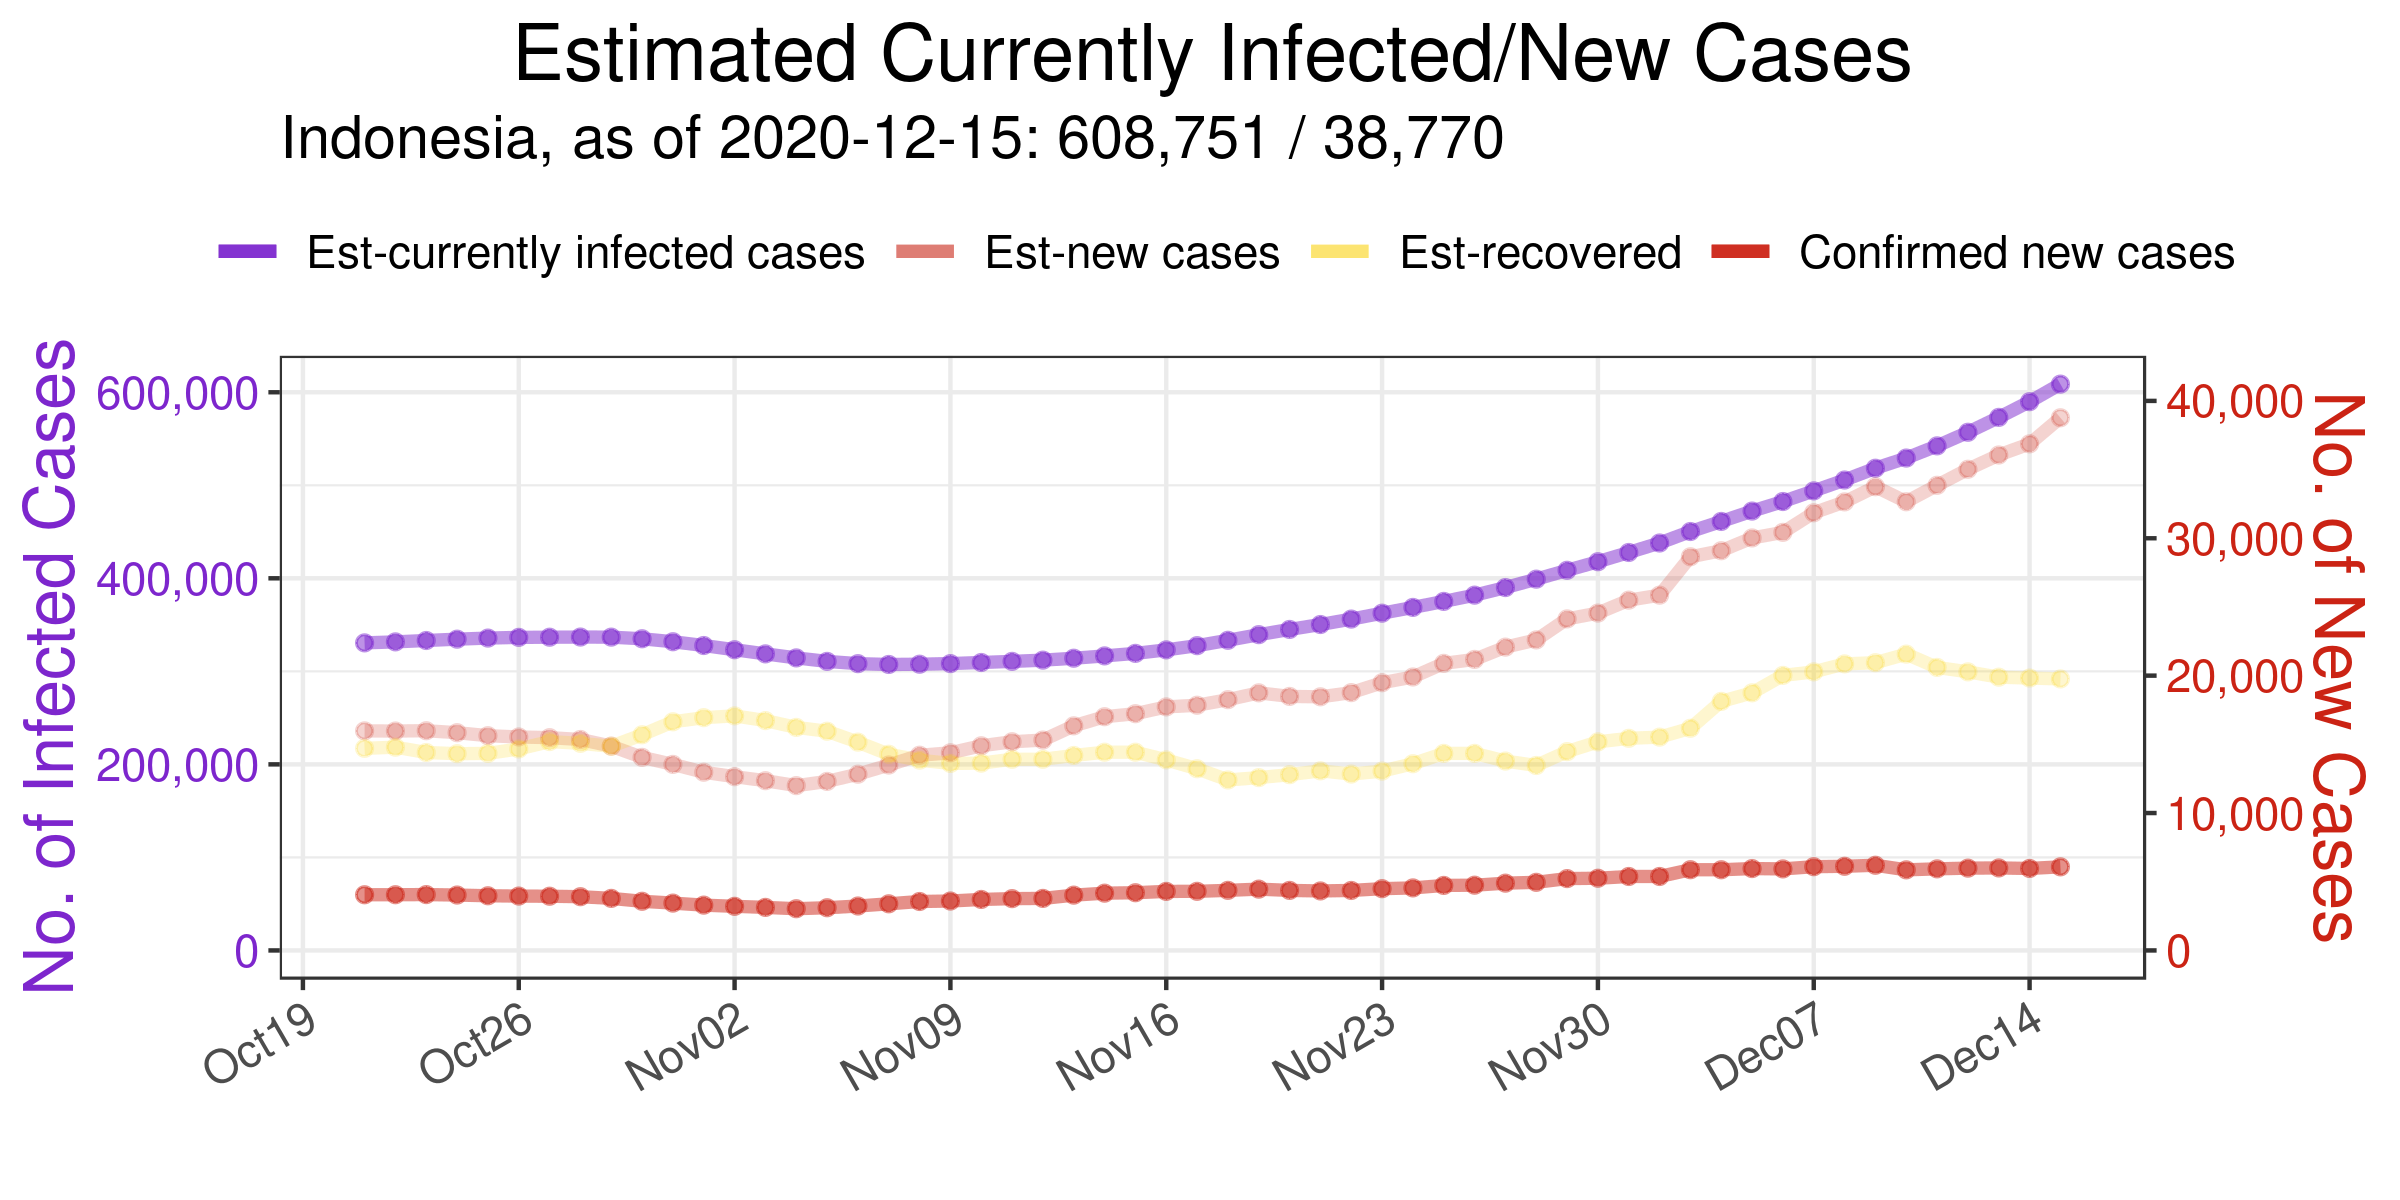 Estimated Currently Infected/New Cases
Indonesia, as of 2020-12-15: 608,751 / 38,770
Est-currently infected cases Est-new cases Est-recovered Confirmed new cases
No. of Infected Cases
600,000
400,000
200,000
0
40,000
30,000
20,000
10,000
0
No. of New Cases
Oct19 Oct26 Nov02 Nov09 Nov16 Nov23 Nov30 Dec07 Dec14